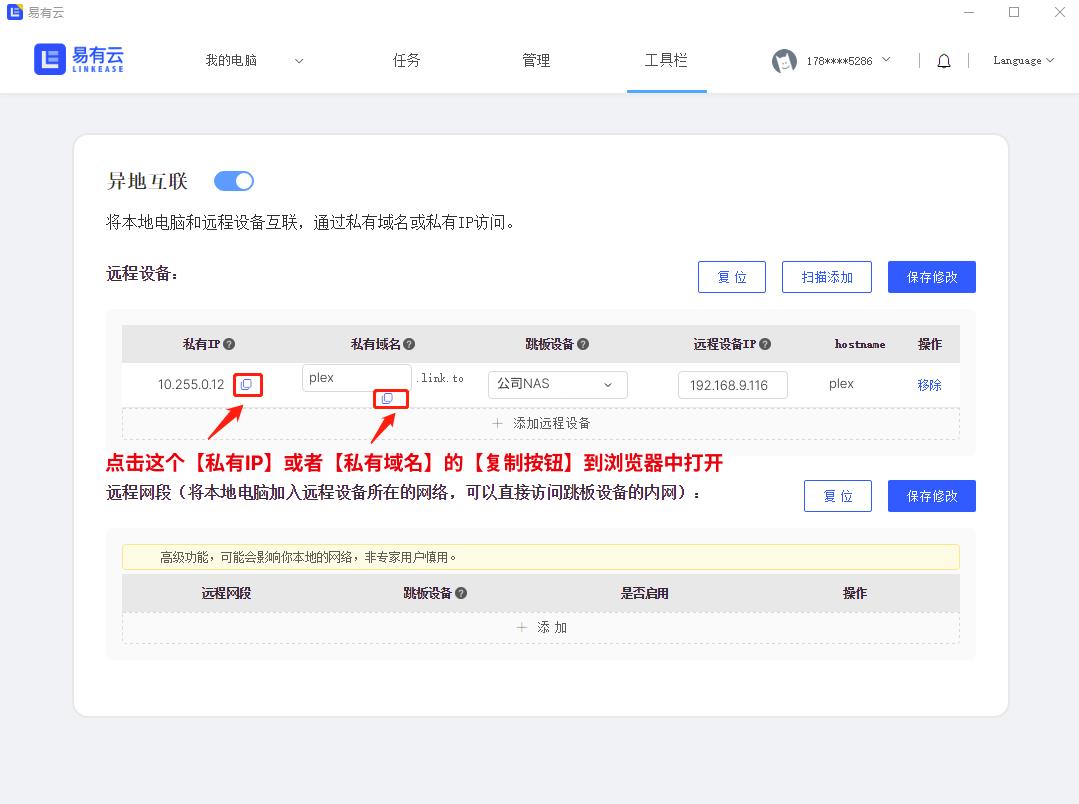 易有云
易有云
LINKEASE
我的电脑
任务
管理
工具栏
178****5286
Language
异地互联
将本地电脑和远程设备互联，通过私有域名或私有IP访问。
远程设备：
复 位
扫描添加
保存修改
私有IP
私有域名
跳板设备
远程设备IP
hostname
操作
10.255.0.12
plex
.link.to
公司NAS
192.168.9.116
plex
移除
＋ 添加远程设备
点击这个【私有IP】或者【私有域名】的【复制按钮】到浏览器中打开
远程网段（将本地电脑加入远程设备所在的网络，可以直接访问跳板设备的内网）：
复 位
保存修改
高级功能，可能会影响你本地的网络，非专家用户慎用。
远程网段
跳板设备
是否启用
操作
＋ 添 加